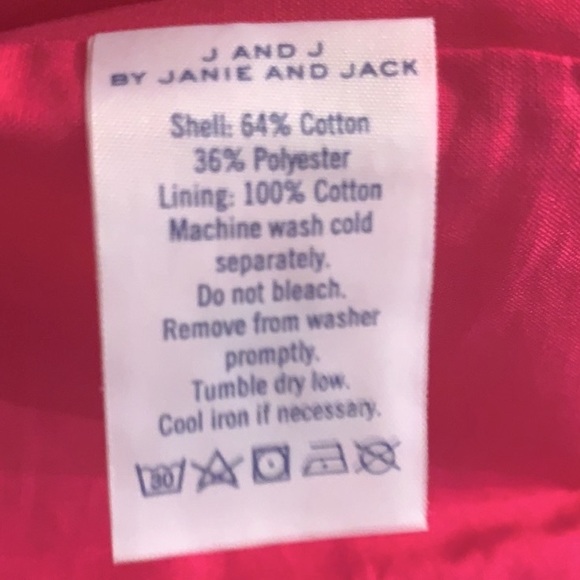 J AND J
BY JANIE AND JACK
Shell: 64% Cotton
36% Polyester
Lining: 100% Cotton
Machine wash cold
separately.
Do not bleach.
Remove from washer
promptly.
Tumble dry low.
Cool iron if necessary.
30